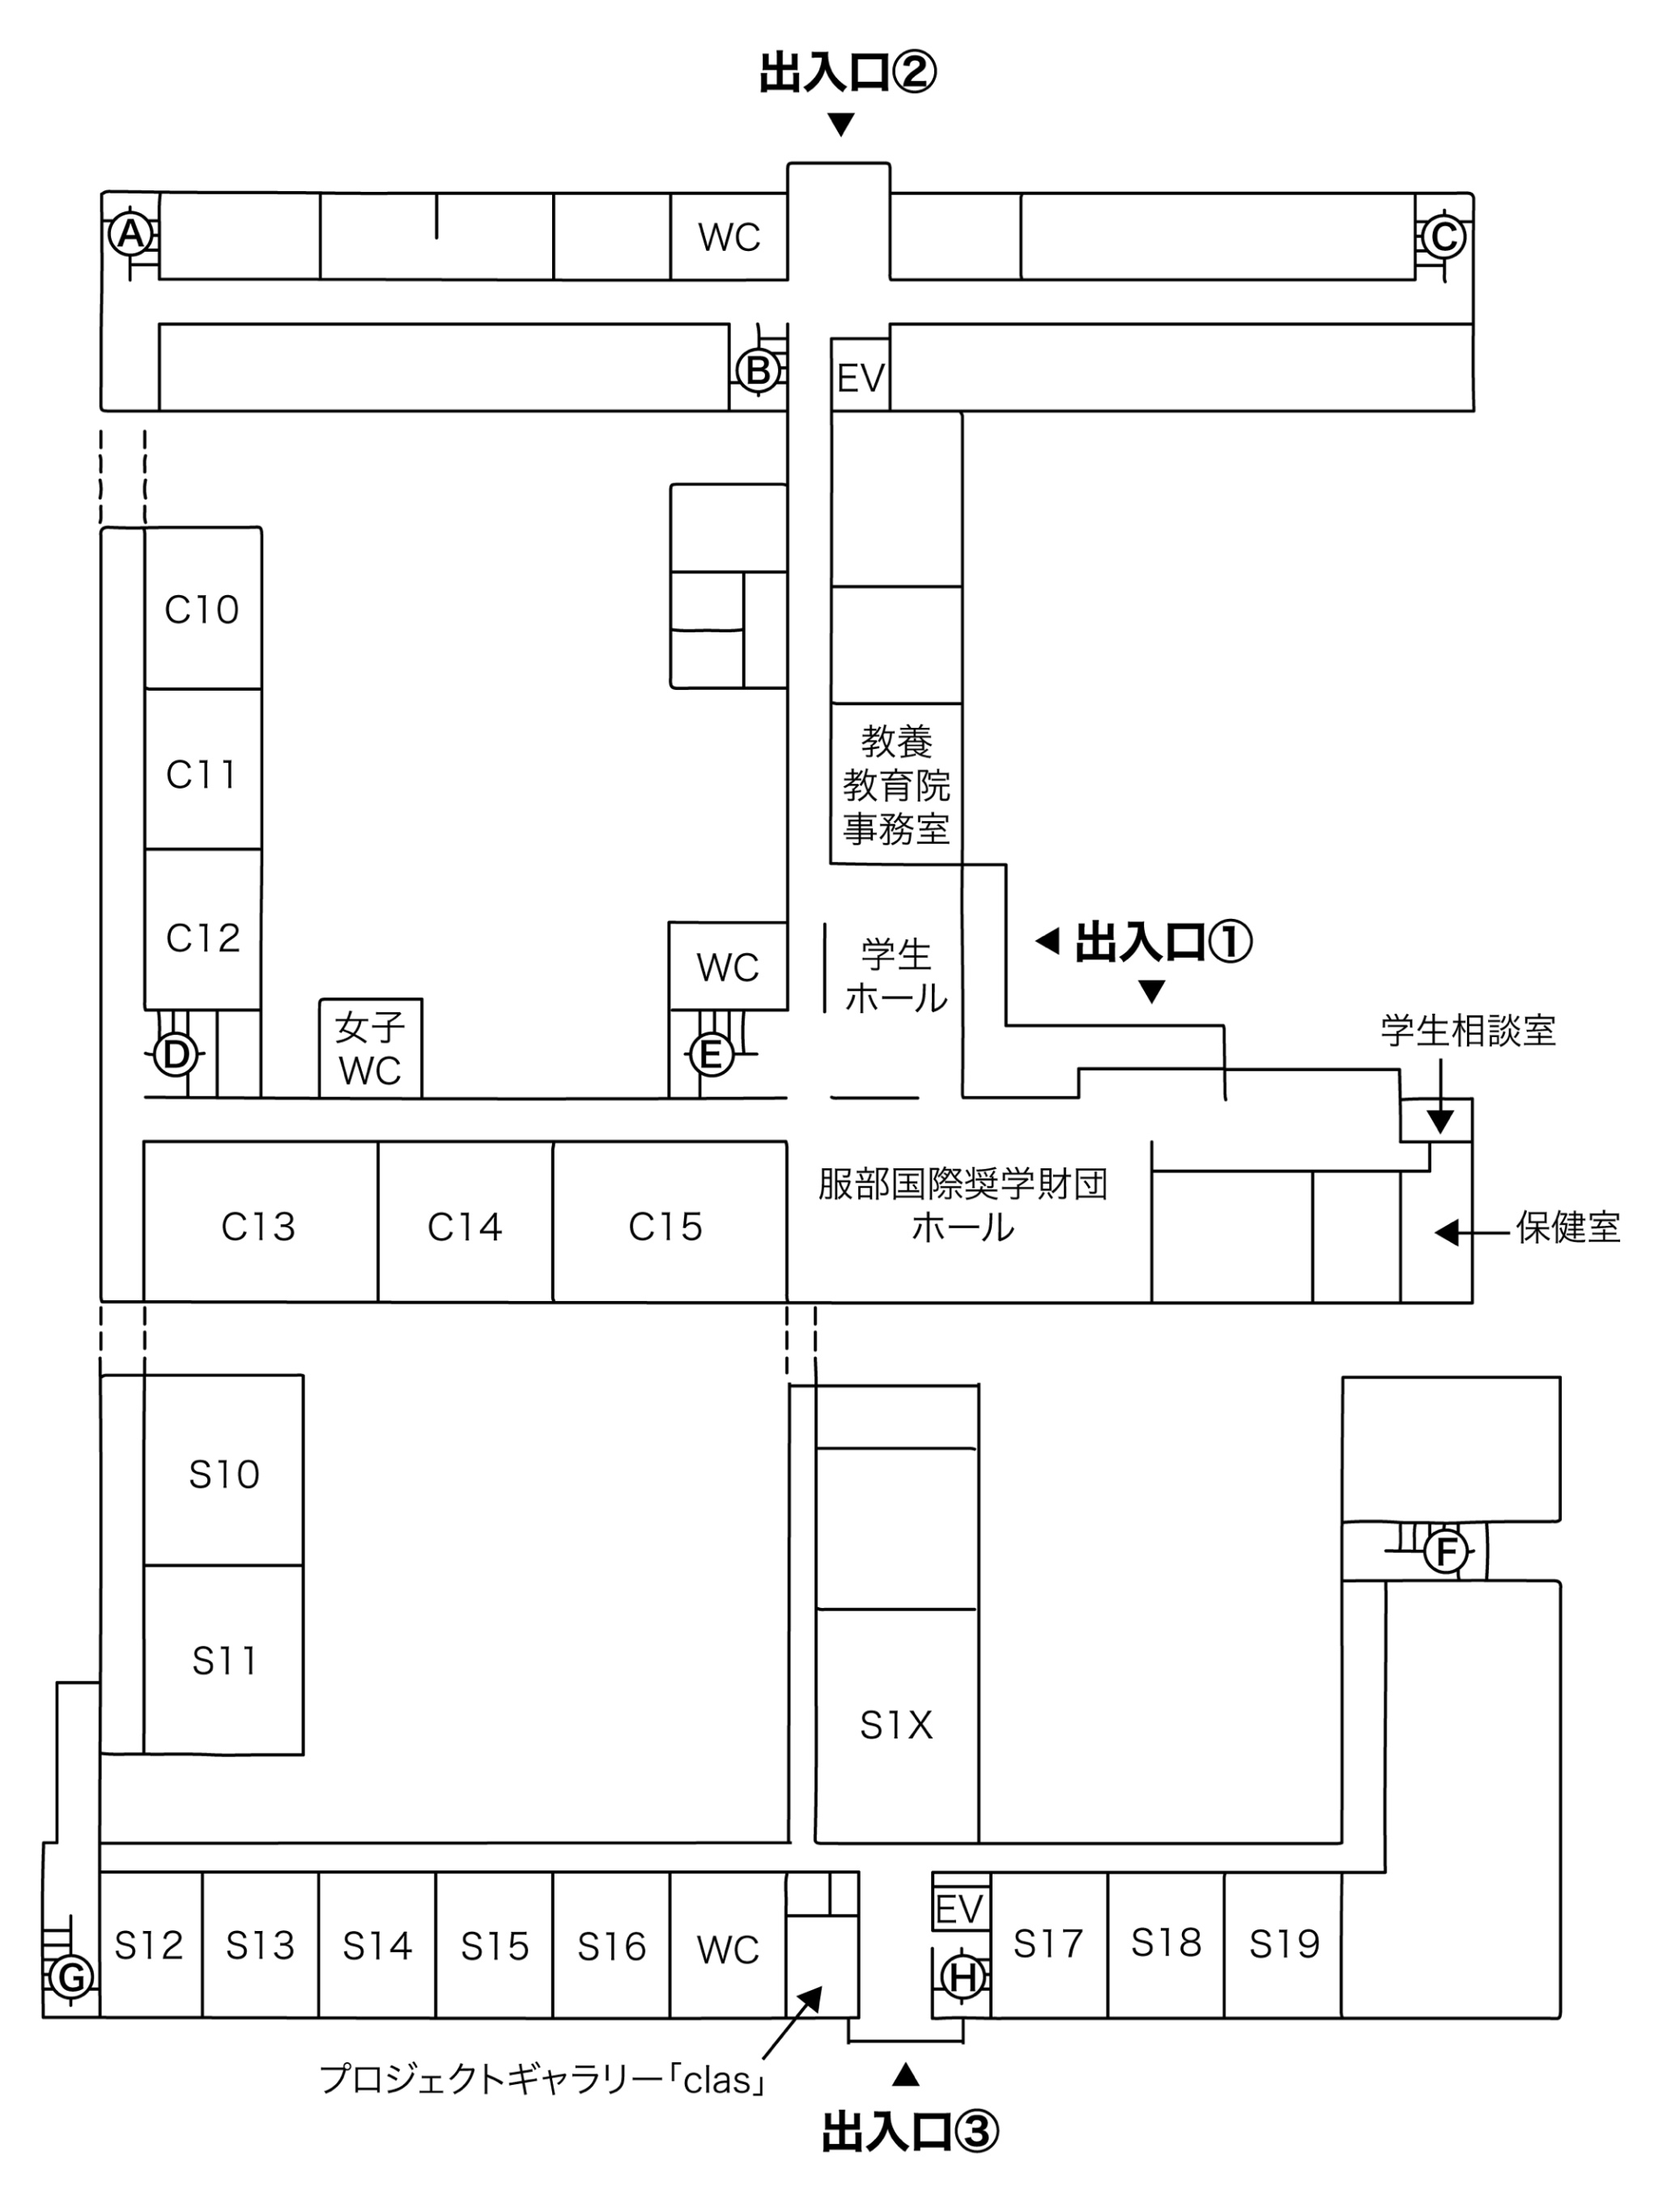 出入口②
A
WC
C
B
EV
C10
C11
教養
教育院
事務室
C12
WC
学生
ホール
出入口①
女子
WC
D
E
学生相談室
C13
C14
C15
服部国際奨学財団
ホール
保健室
S10
F
S11
S1X
EV
S12
S13
S14
S15
S16
WC
S17
S18
S19
G
H
プロジェクトギャラリー「clas」
出入口③